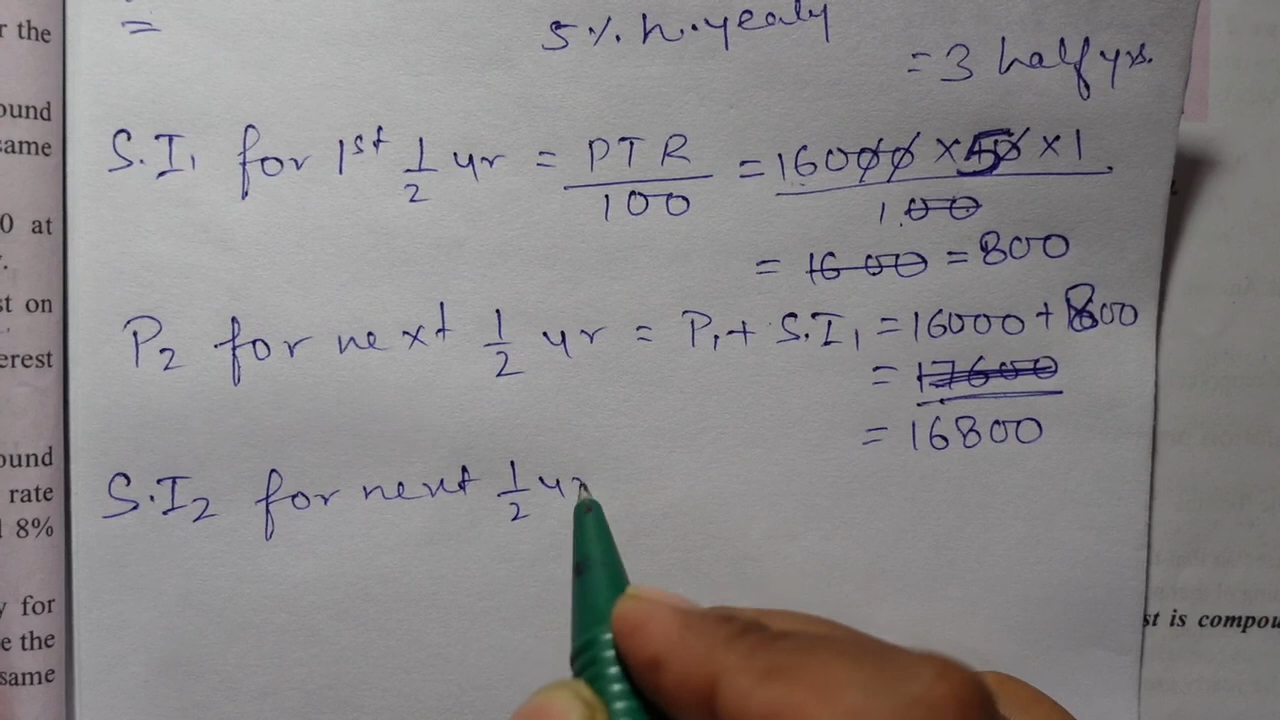 r the
ound
same
0 at
st on
erest
ound
rate
8%
y for
e the
same
=
5% h.yealy
= 3 half yrs.
S.I₁ for 1st 1/2 yr = PTR/100 = 16000 × 5 × 1/100
= 1600 = 800
P₂ for next 1/2 yr = P₁ + S.I₁ = 16000 + 800
= 17600
= 16800
S.I₂ for next 1/2 yr
st is compou